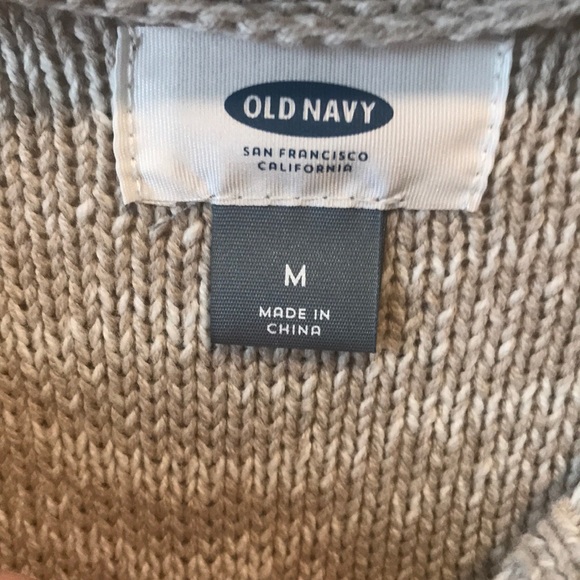 OLD NAVY
SAN FRANCISCO
CALIFORNIA
M
MADE IN
CHINA